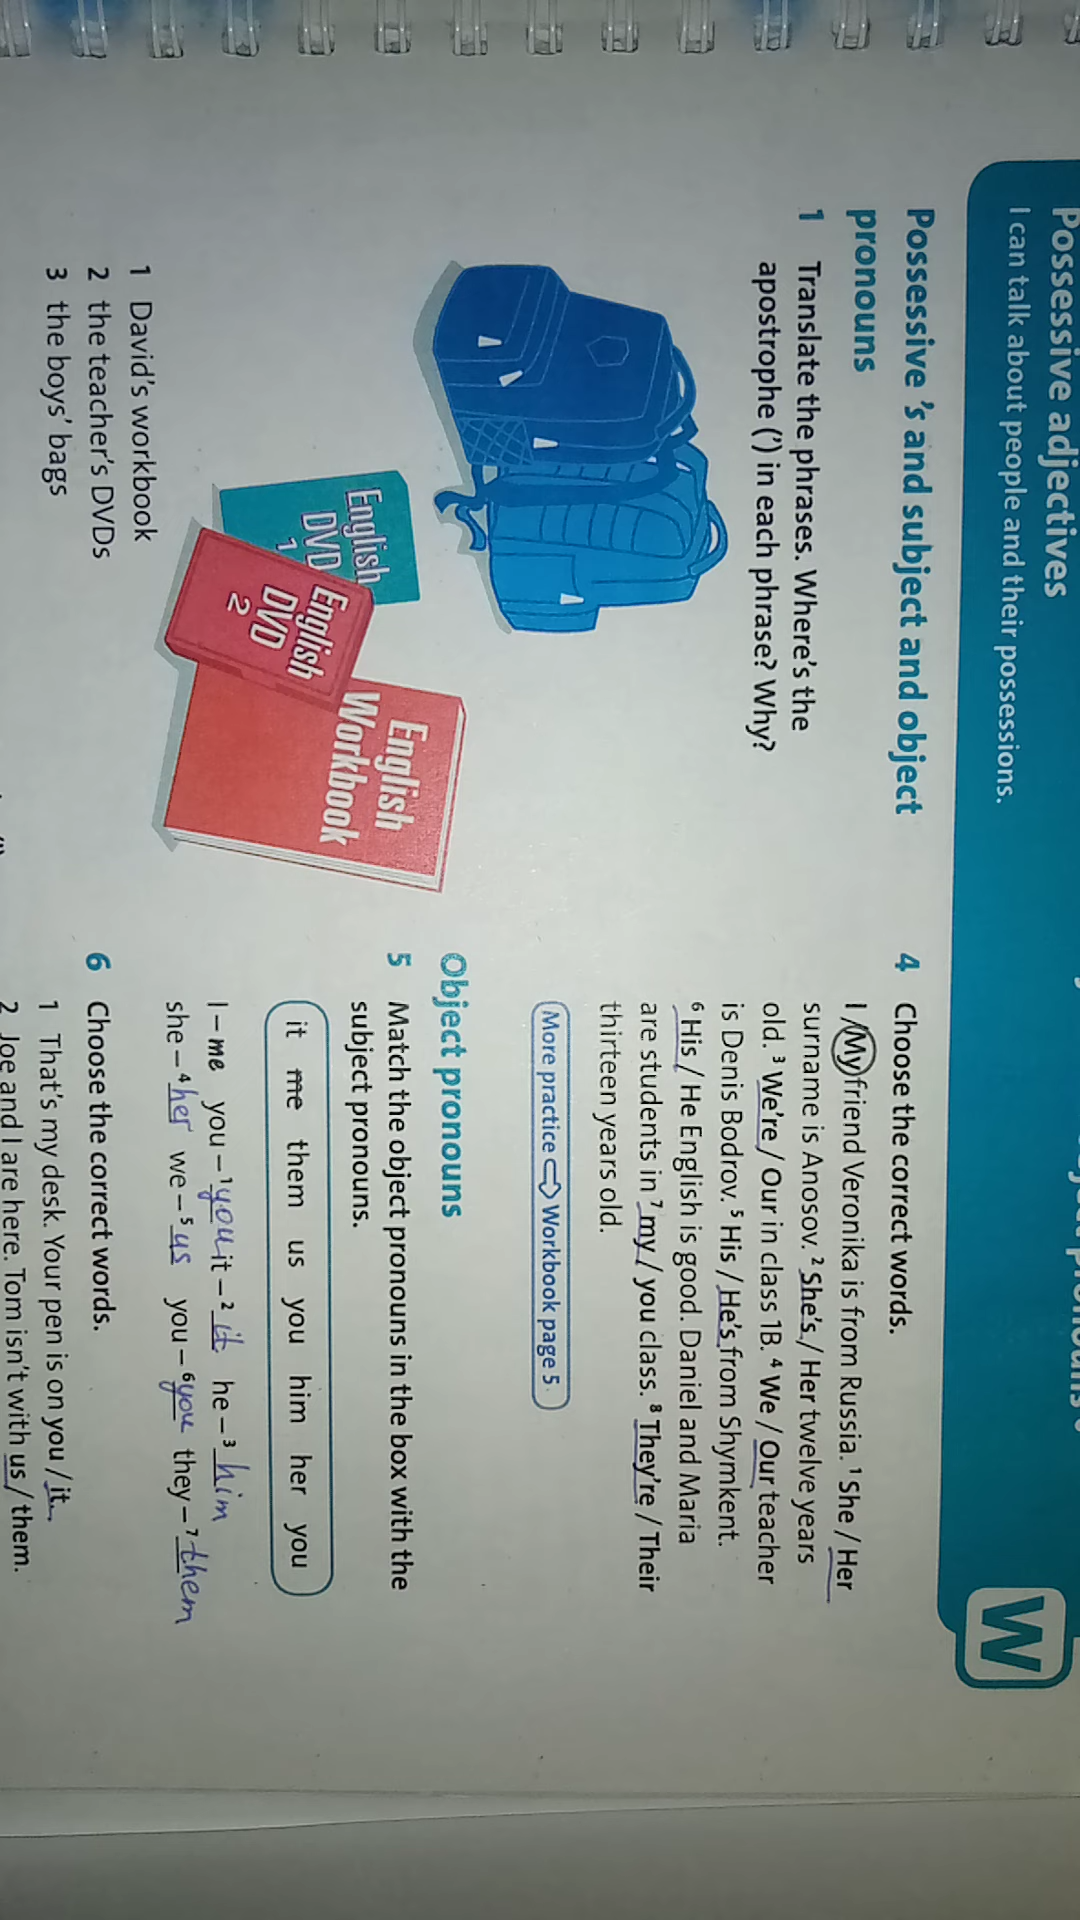 Possessive adjectives
I can talk about people and their possessions.
W
Possessive 's and subject and object
pronouns
1 Translate the phrases. Where's the
apostrophe (') in each phrase? Why?
English
DVD
1
English
DVD
2
English
Workbook
1 David's workbook
2 the teacher's DVDs
3 the boys' bags
4 Choose the correct words.
I / My friend Veronika is from Russia. 1 She / Her
surname is Anosov. 2 She's / Her twelve years
old. 3 We're / Our in class 1B. 4 We / Our teacher
is Denis Bodrov. 5 His / He's from Shymkent.
6 His / He English is good. Daniel and Maria
are students in 7 my / you class. 8 They're / Their
thirteen years old.
More practice ⇨ Workbook page 5
Object pronouns
5 Match the object pronouns in the box with the
subject pronouns.
it me them us you him her you
I – me you – 1 you it – 2 it he – 3 him
she – 4 her we – 5 us you – 6 you they – 7 them
6 Choose the correct words.
1 That's my desk. Your pen is on you / it.
2 Joe and I are here. Tom isn't with us / them.